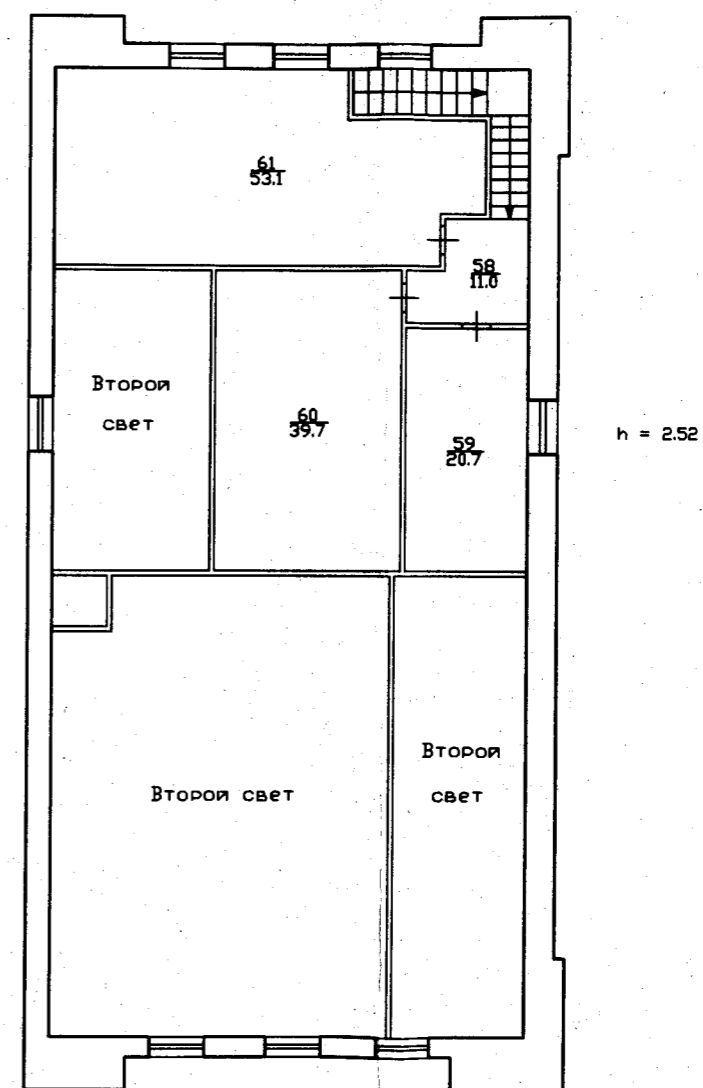 61
53.1
58
11.0
Второй
свет
60
39.7
59
20.7
h = 2.52
Второй
свет
Второй свет